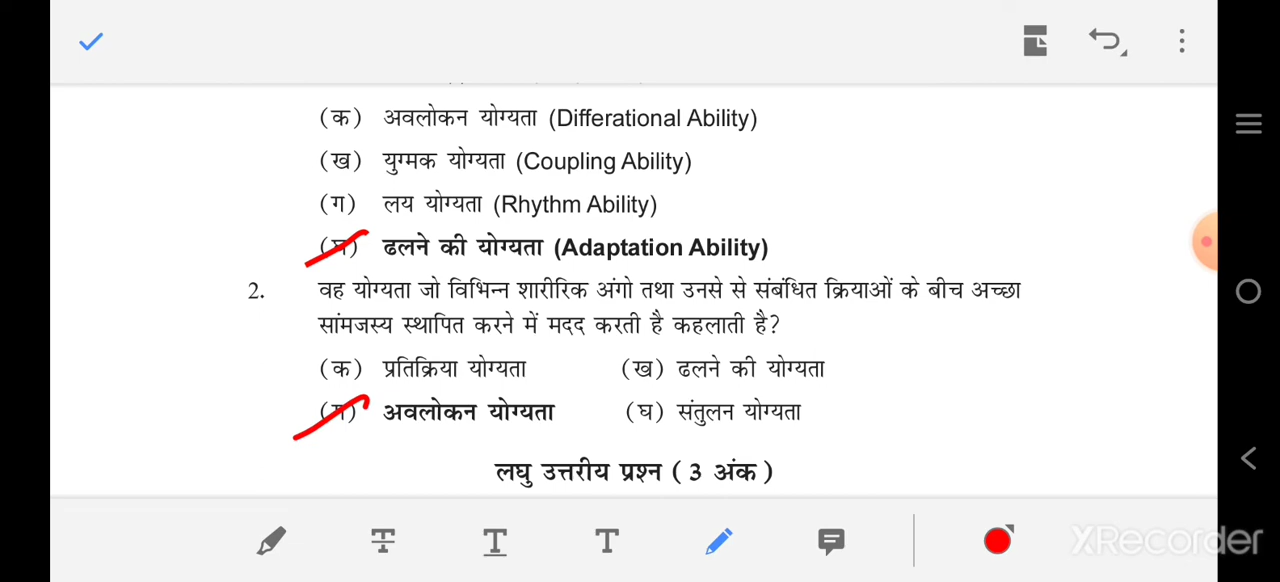 (क) अवलोकन योग्यता (Differational Ability)
(ख) युग्मक योग्यता (Coupling Ability)
(ग) लय योग्यता (Rhythm Ability)
(घ) ढलने की योग्यता (Adaptation Ability)
2. वह योग्यता जो विभिन्न शारीरिक अंगो तथा उनसे से संबंधित क्रियाओं के बीच अच्छा
सांमजस्य स्थापित करने में मदद करती है कहलाती है?
(क) प्रतिक्रिया योग्यता (ख) ढलने की योग्यता
(ग) अवलोकन योग्यता (घ) संतुलन योग्यता
लघु उत्तरीय प्रश्न ( 3 अंक )
T T T
XRecorder